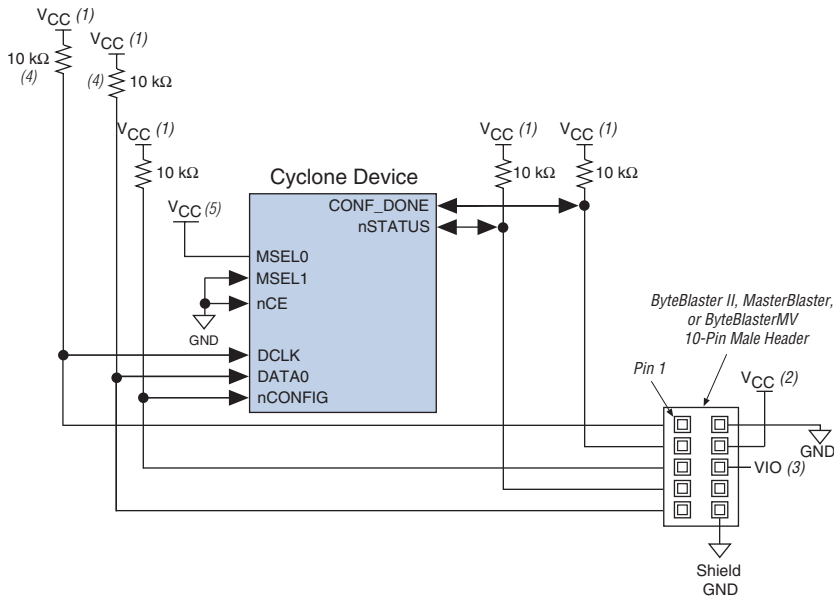 VCC (1)
10 kΩ
(4)
VCC (1)
(4) 10 kΩ
VCC (1)
10 kΩ
VCC (1)
10 kΩ
VCC (1)
10 kΩ
Cyclone Device
VCC (5)
CONF_DONE
nSTATUS
MSEL0
MSEL1
nCE
GND
DCLK
DATA0
nCONFIG
ByteBlaster II, MasterBlaster,
or ByteBlasterMV
10-Pin Male Header
Pin 1
VCC (2)
GND
VIO (3)
Shield
GND